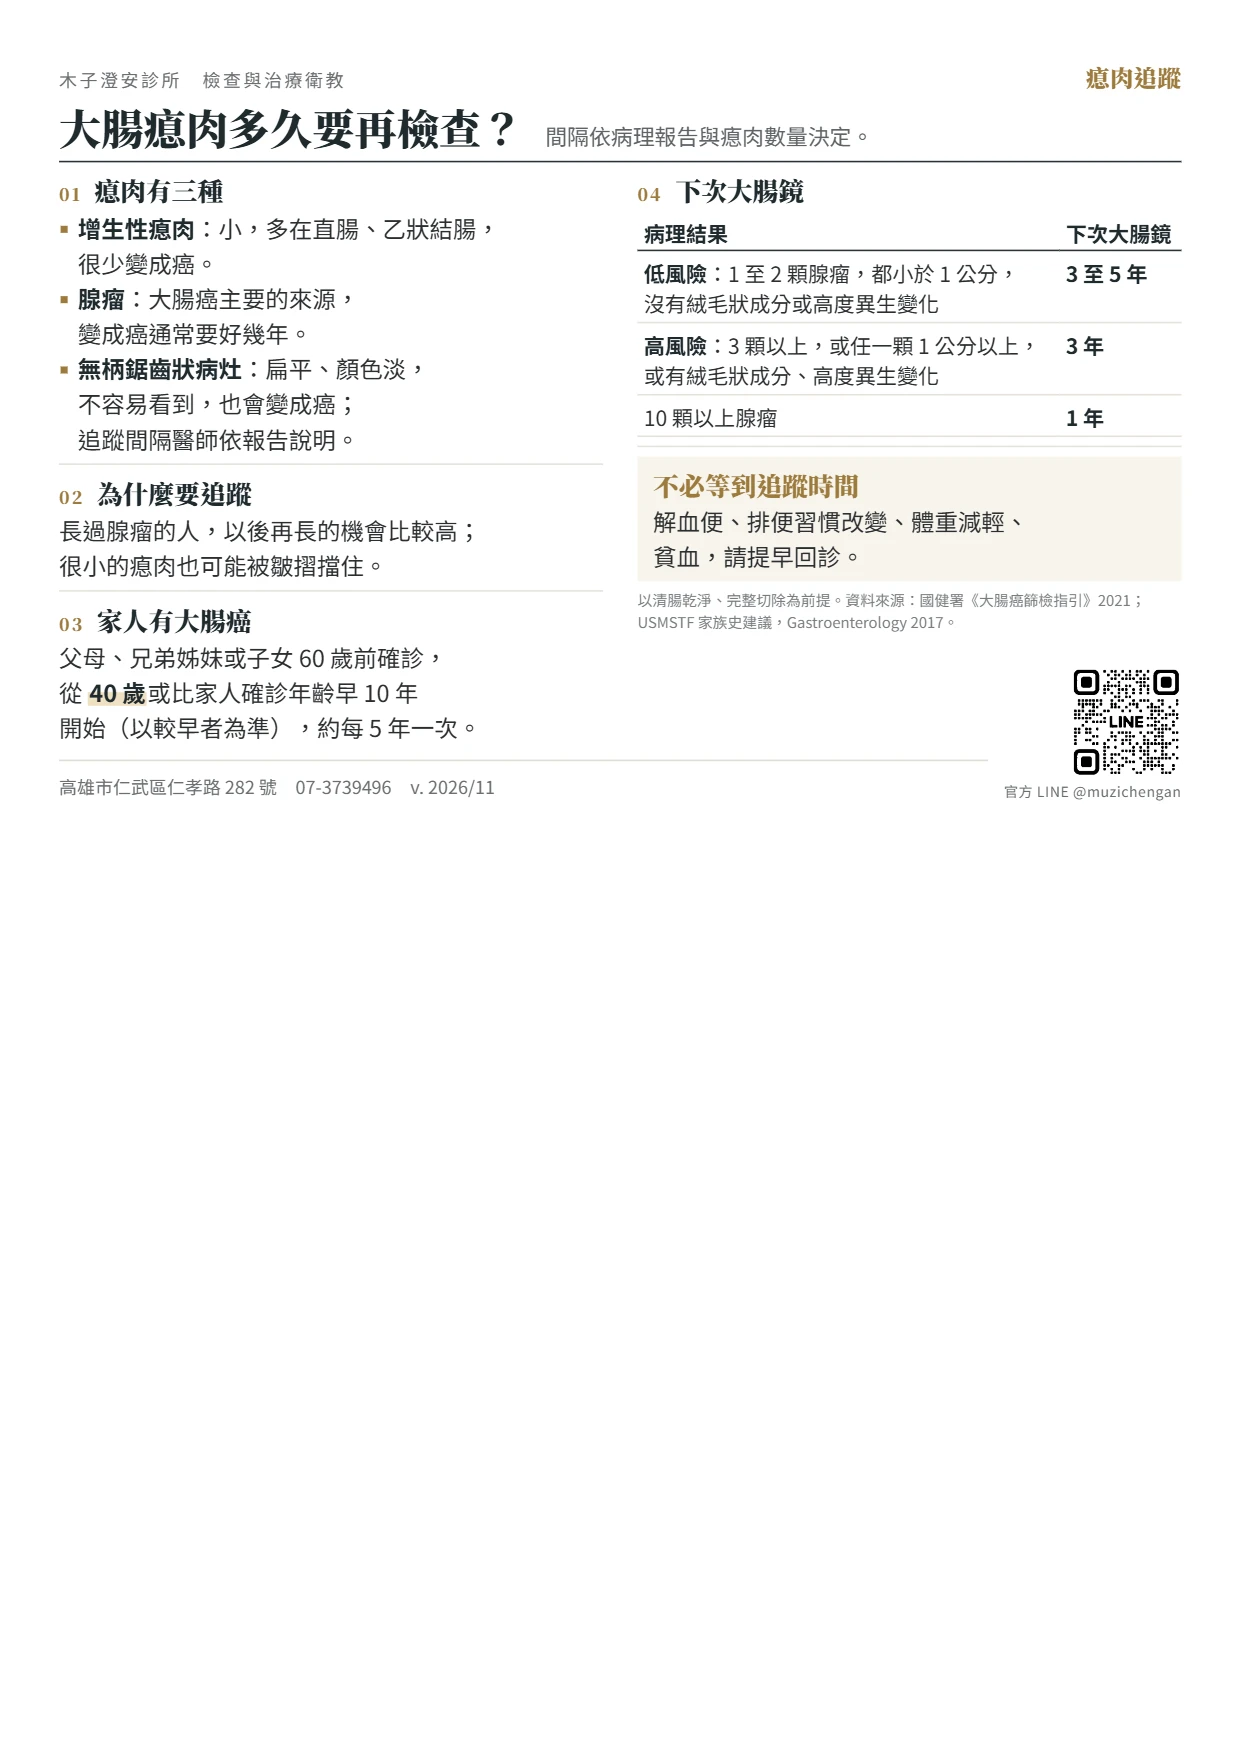 木子澄安診所　檢查與治療衛教
瘜肉追蹤
大腸瘜肉多久要再檢查？　間隔依病理報告與瘜肉數量決定。
01 瘜肉有三種
▪ 增生性瘜肉：小，多在直腸、乙狀結腸，
很少變成癌。
▪ 腺瘤：大腸癌主要的來源，
變成癌通常要好幾年。
▪ 無柄鋸齒狀病灶：扁平、顏色淡，
不容易看到，也會變成癌；
追蹤間隔醫師依報告說明。
02 為什麼要追蹤
長過腺瘤的人，以後再長的機會比較高；
很小的瘜肉也可能被皺摺擋住。
03 家人有大腸癌
父母、兄弟姊妹或子女 60 歲前確診，
從 40 歲或比家人確診年齡早 10 年
開始（以較早者為準），約每 5 年一次。
04 下次大腸鏡
病理結果　下次大腸鏡
低風險：1 至 2 顆腺瘤，都小於 1 公分，　3 至 5 年
沒有絨毛狀成分或高度異生變化
高風險：3 顆以上，或任一顆 1 公分以上，　3 年
或有絨毛狀成分、高度異生變化
10 顆以上腺瘤　1 年
不必等到追蹤時間
解血便、排便習慣改變、體重減輕、
貧血，請提早回診。
以清腸乾淨、完整切除為前提。資料來源：國健署《大腸癌篩檢指引》2021；
USMSTF 家族史建議，Gastroenterology 2017。
LINE
高雄市仁武區仁孝路 282 號　07-3739496　v. 2026/11
官方 LINE @muzichengan